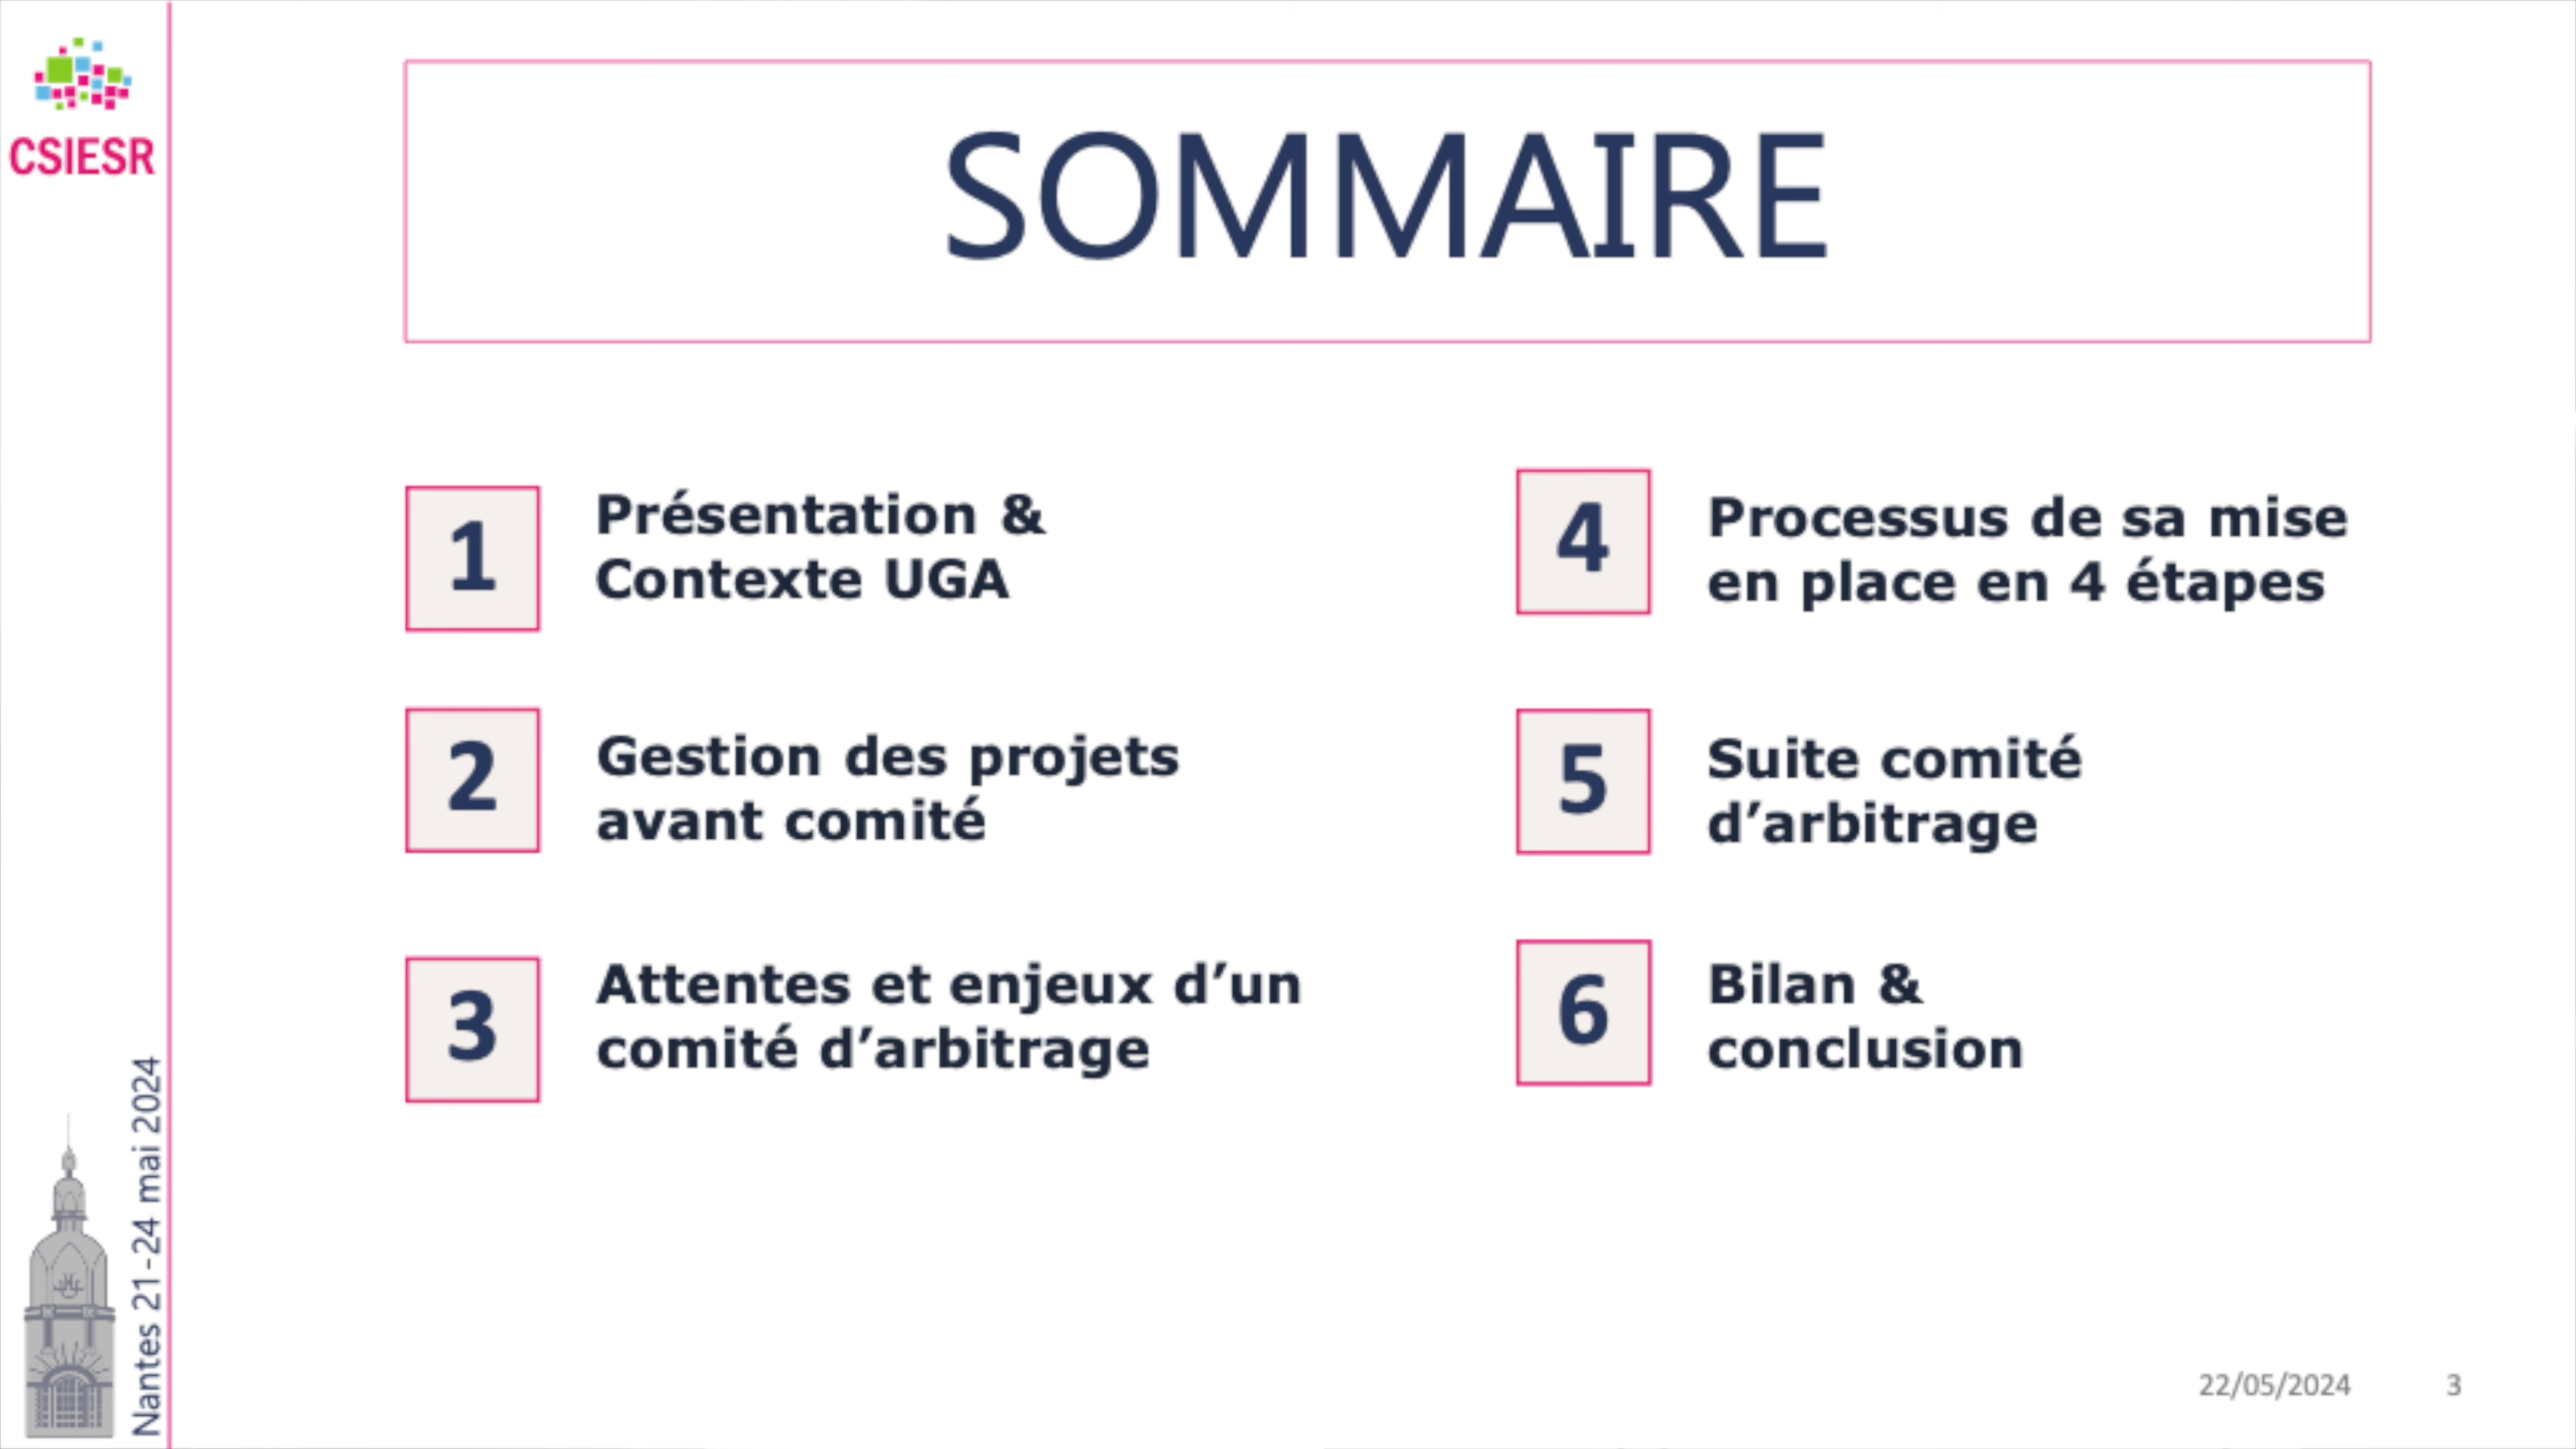 CSIESR
SOMMAIRE
1
Présentation &
Contexte UGA
2
Gestion des projets
avant comité
3
Attentes et enjeux d’un
comité d’arbitrage
4
Processus de sa mise
en place en 4 étapes
5
Suite comité
d’arbitrage
6
Bilan &
conclusion
Nantes 21-24 mai 2024
22/05/2024
3